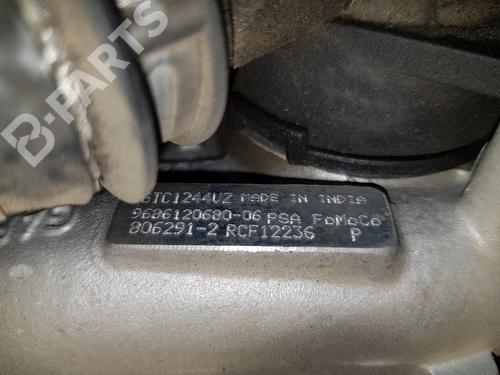 B-PARTS
GTC1244VZ MADE IN INDIA
9686120680-06 PSA FoMoCo
806291-2 RCF12236 P